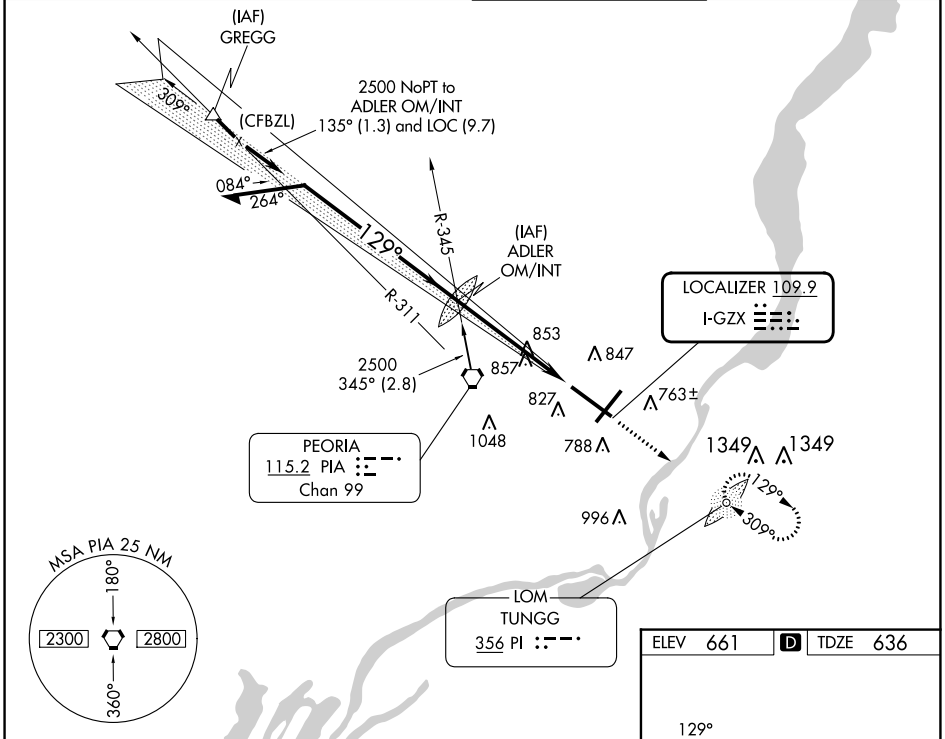 (IAF)
GREGG
309°
(CFBZL)
2500 NoPT to
ADLER OM/INT
135° (1.3) and LOC (9.7)
084°
264°
129°
R-345
(IAF)
ADLER
OM/INT
R-311
2500
345° (2.8)
LOCALIZER 109.9
I-GZX
853
857
847
827
763±
1048
788
1349
1349
996
PEORIA
115.2 PIA
Chan 99
129°
309°
MSA PIA 25 NM
180°
2300
2800
360°
LOM
TUNGG
356 PI
ELEV 661 D TDZE 636
129°